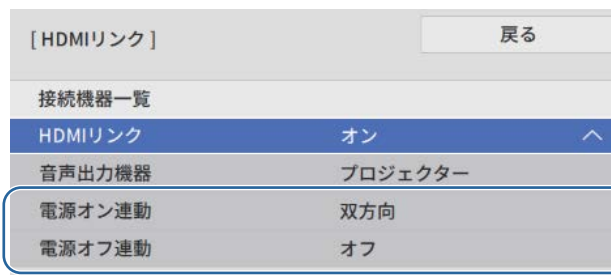 [HDMIリンク] 戻る
接続機器一覧
HDMIリンク オン
音声出力機器 プロジェクター
電源オン連動 双方向
電源オフ連動 オフ